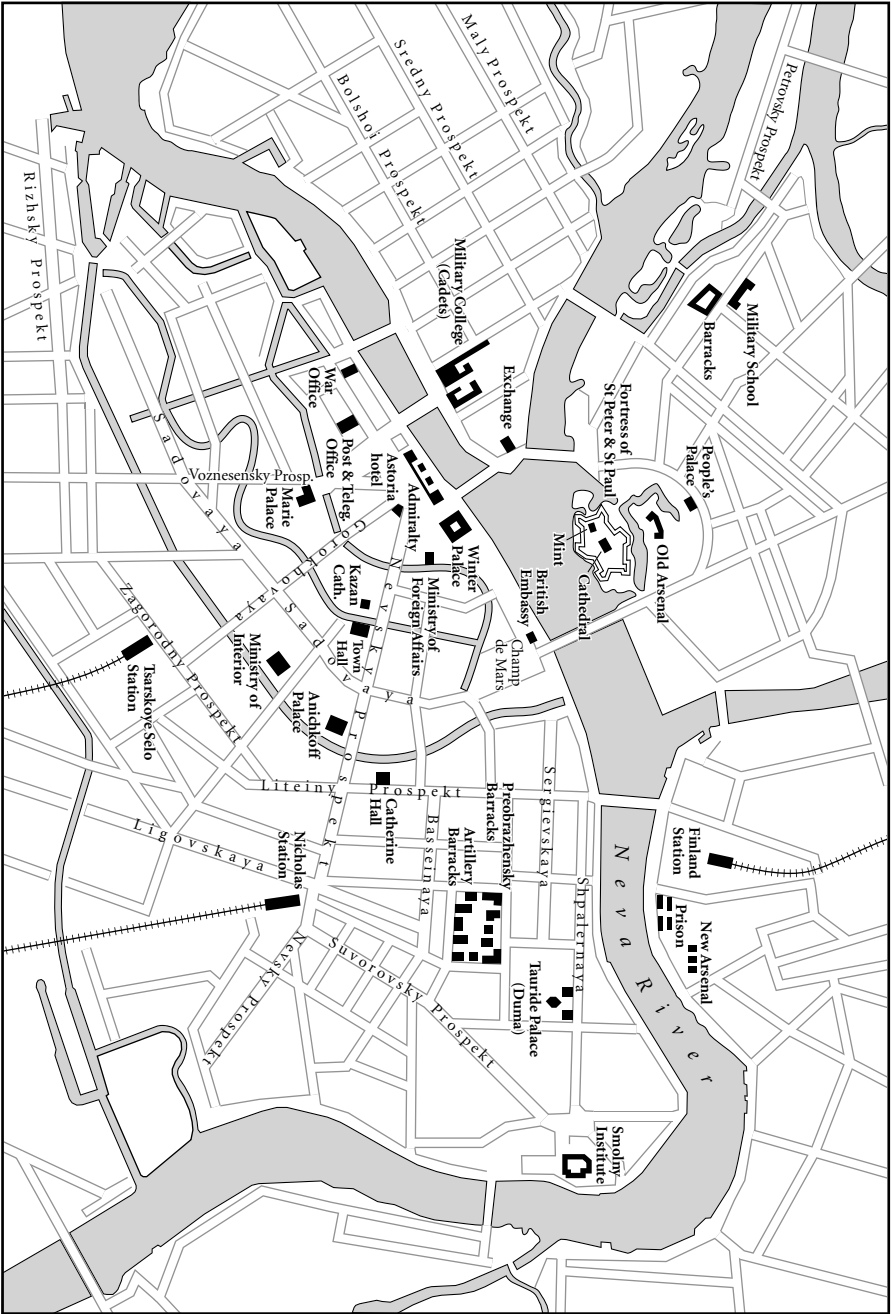 Petrovsky Prospekt
Maly Prospekt
Sredny Prospekt
Bolshoi Prospekt
Rizhsky Prospekt
Military School
Barracks
Military College
(Cadets)
Exchange
Fortress of
St Peter & St Paul
People's
Palace
Old Arsenal
Mint
Cathedral
War
Office
Post & Teleg.
Office
Astoria
hotel
Admiralty
Winter
Palace
British
Embassy
Champ
de Mars
Ministry of
Foreign Affairs
Voznesensky Prosp.
Marie
Palace
Gorokhovaya
Kazan
Cath.
Town
Hall
Nevskya Prospekt
Sadovaya
Sadovaya
Ministry of
Interior
Anichkoff
Palace
Zagorodny Prospekt
Tsarskoye Selo
Station
Liteiny Prospekt
Catherine
Hall
Ligovskaya
Nicholas
Station
Basseinaya
Preobrazhensky
Barracks
Artillery
Barracks
Sergievskaya
Shpalernaya
Neva River
Finland
Station
Prison
New Arsenal
Tauride Palace
(Duma)
Suvorovsky Prospekt
Nevsky Prospekt
Smolny
Institute